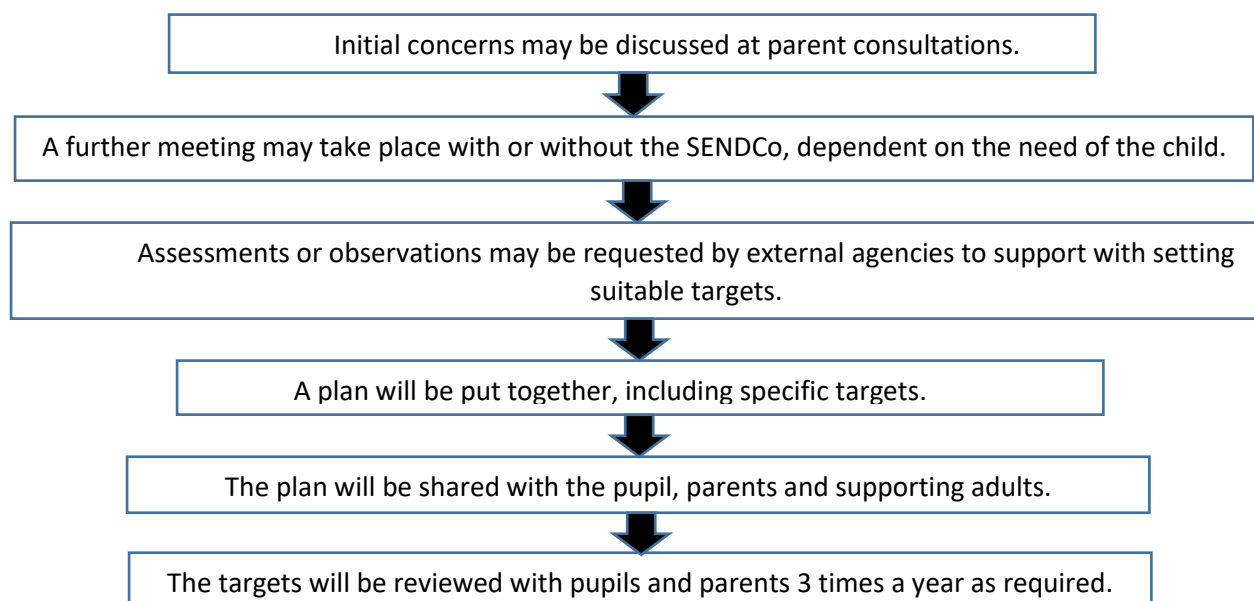 Initial concerns may be discussed at parent consultations.
A further meeting may take place with or without the SENDCo, dependent on the need of the child.
Assessments or observations may be requested by external agencies to support with setting
suitable targets.
A plan will be put together, including specific targets.
The plan will be shared with the pupil, parents and supporting adults.
The targets will be reviewed with pupils and parents 3 times a year as required.